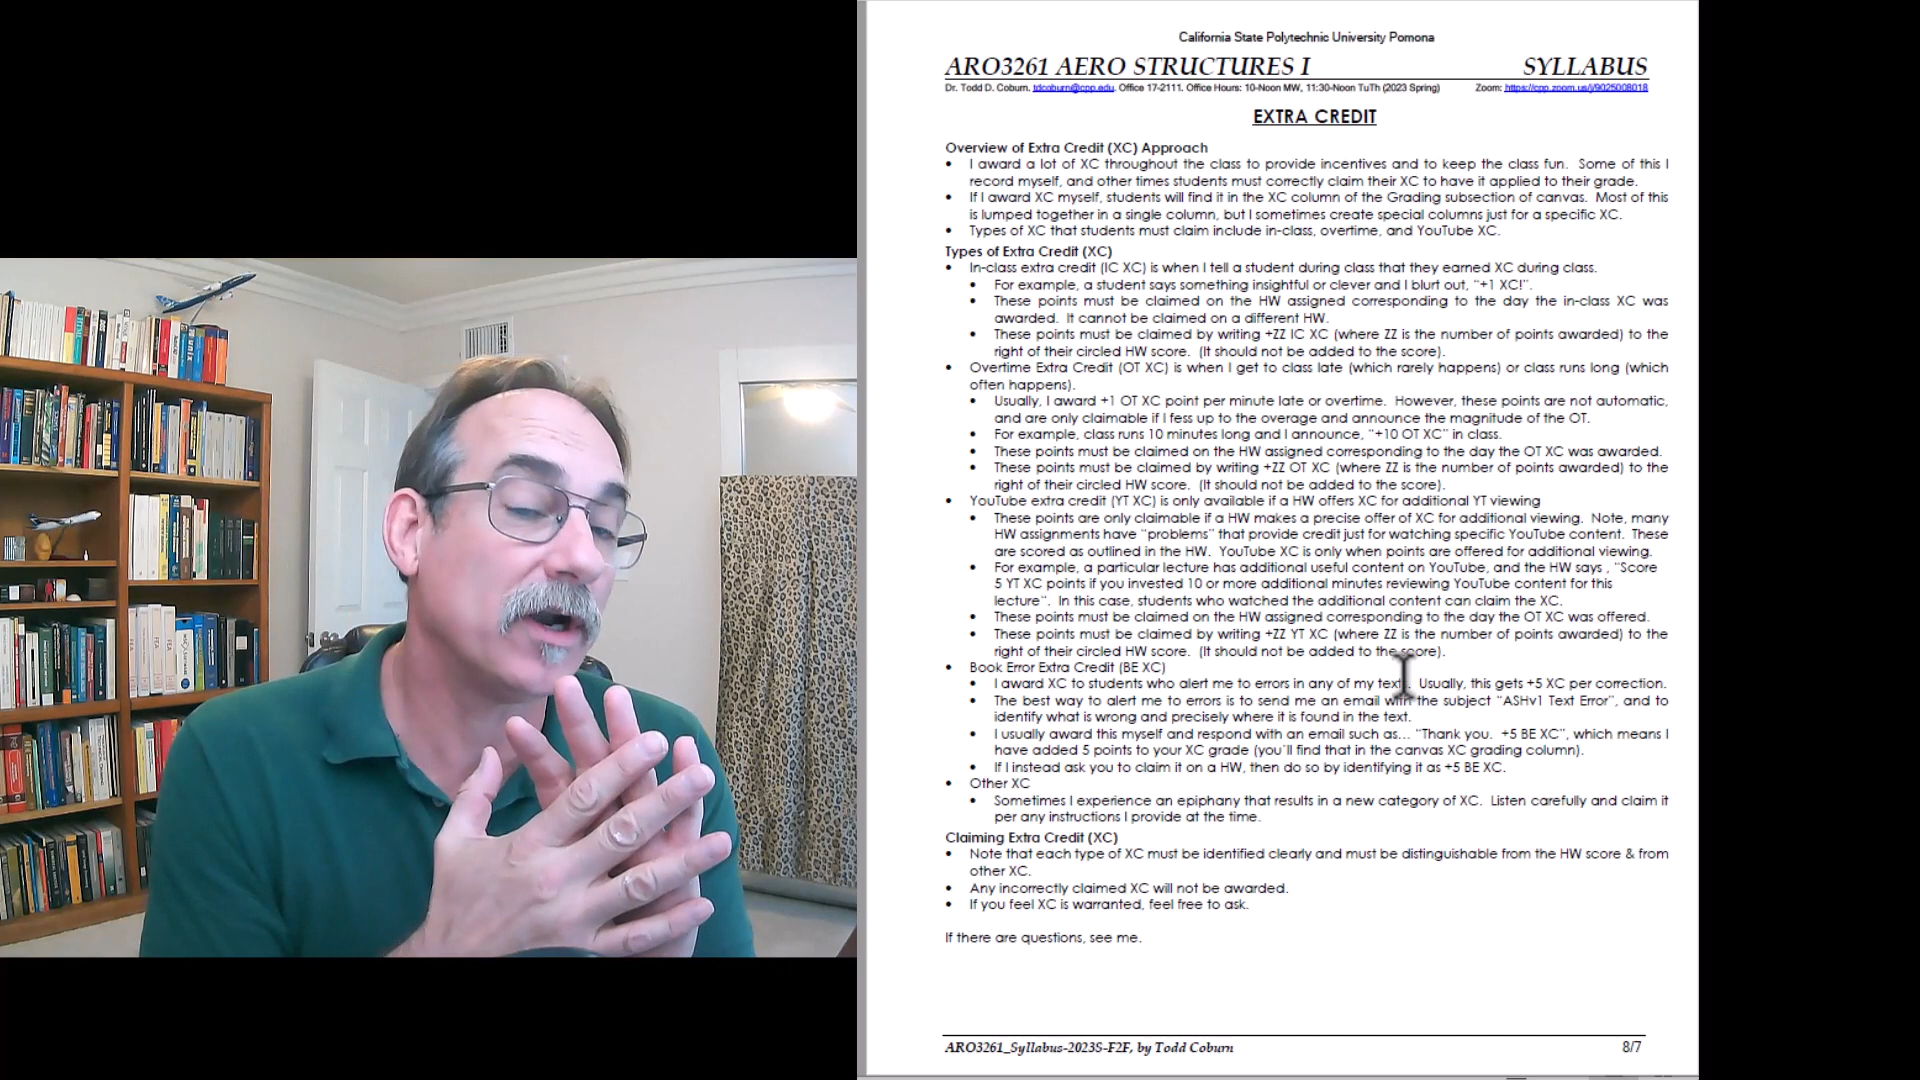 California State Polytechnic University Pomona
ARO3261 AERO STRUCTURES I SYLLABUS
Dr. Todd D. Coburn. tdcoburn@cpp.edu. Office 17-2111. Office Hours: 10-Noon MW, 11:30-Noon TuTh (2023 Spring) Zoom: https://cpp.zoom.us/j/9025008018
EXTRA CREDIT
Overview of Extra Credit (XC) Approach
• I award a lot of XC throughout the class to provide incentives and to keep the class fun. Some of this I
record myself, and other times students must correctly claim their XC to have it applied to their grade.
• If I award XC myself, students will find it in the XC column of the Grading subsection of canvas. Most of this
is lumped together in a single column, but I sometimes create special columns just for a specific XC.
• Types of XC that students must claim include in-class, overtime, and YouTube XC.
Types of Extra Credit (XC)
• In-class extra credit (IC XC) is when I tell a student during class that they earned XC during class.
• For example, a student says something insightful or clever and I blurt out, "+1 XC!".
• These points must be claimed on the HW assigned corresponding to the day the in-class XC was
awarded. It cannot be claimed on a different HW.
• These points must be claimed by writing +ZZ IC XC (where ZZ is the number of points awarded) to the
right of their circled HW score. (It should not be added to the score).
• Overtime Extra Credit (OT XC) is when I get to class late (which rarely happens) or class runs long (which
often happens).
• Usually, I award +1 OT XC point per minute late or overtime. However, these points are not automatic,
and are only claimable if I fess up to the overage and announce the magnitude of the OT.
• For example, class runs 10 minutes long and I announce, "+10 OT XC" in class.
• These points must be claimed on the HW assigned corresponding to the day the OT XC was awarded.
• These points must be claimed by writing +ZZ OT XC (where ZZ is the number of points awarded) to the
right of their circled HW score. (It should not be added to the score).
• YouTube extra credit (YT XC) is only available if a HW offers XC for additional YT viewing
• These points are only claimable if a HW makes a precise offer of XC for additional viewing. Note, many
HW assignments have "problems" that provide credit just for watching specific YouTube content. These
are scored as outlined in the HW. YouTube XC is only when points are offered for additional viewing.
• For example, a particular lecture has additional useful content on YouTube, and the HW says , "Score
5 YT XC points if you invested 10 or more additional minutes reviewing YouTube content for this
lecture". In this case, students who watched the additional content can claim the XC.
• These points must be claimed on the HW assigned corresponding to the day the OT XC was offered.
• These points must be claimed by writing +ZZ YT XC (where ZZ is the number of points awarded) to the
right of their circled HW score. (It should not be added to the score).
• Book Error Extra Credit (BE XC)
• I award XC to students who alert me to errors in any of my texts. Usually, this gets +5 XC per correction.
• The best way to alert me to errors is to send me an email with the subject "ASHv1 Text Error", and to
identify what is wrong and precisely where it is found in the text.
• I usually award this myself and respond with an email such as... "Thank you. +5 BE XC", which means I
have added 5 points to your XC grade (you'll find that in the canvas XC grading column).
• If I instead ask you to claim it on a HW, then do so by identifying it as +5 BE XC.
• Other XC
• Sometimes I experience an epiphany that results in a new category of XC. Listen carefully and claim it
per any instructions I provide at the time.
Claiming Extra Credit (XC)
• Note that each type of XC must be identified clearly and must be distinguishable from the HW score & from
other XC.
• Any incorrectly claimed XC will not be awarded.
• If you feel XC is warranted, feel free to ask.
If there are questions, see me.
ARO3261_Syllabus-2023S-F2F, by Todd Coburn 8/7